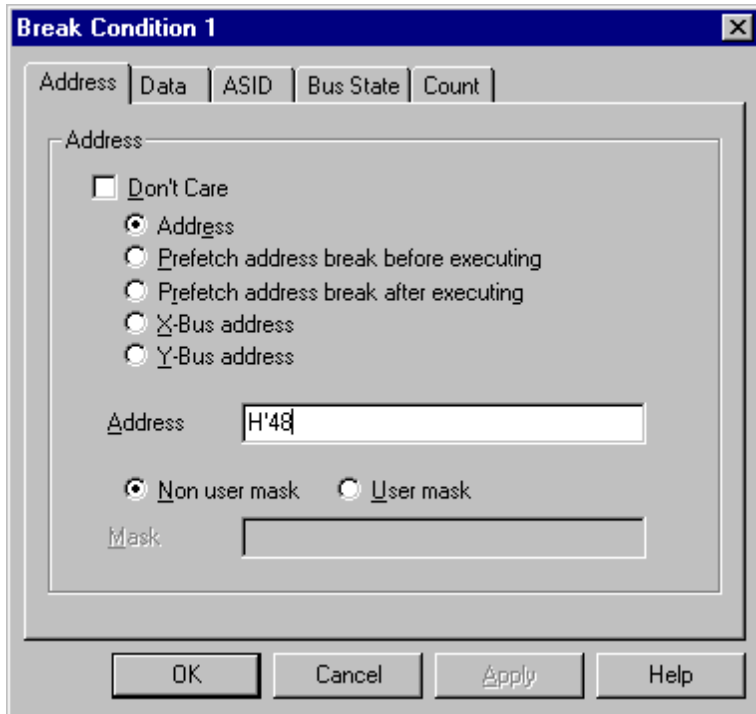 Break Condition 1
Address Data ASID Bus State Count
Address
Don't Care
Address
Prefetch address break before executing
Prefetch address break after executing
X-Bus address
Y-Bus address
Address H'48
Non user mask User mask
Mask
OK Cancel Apply Help